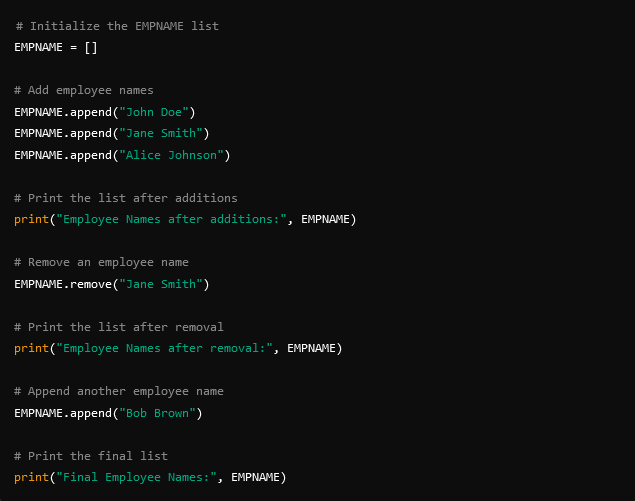 # Initialize the EMPNAME list
EMPNAME = []
# Add employee names
EMPNAME.append("John Doe")
EMPNAME.append("Jane Smith")
EMPNAME.append("Alice Johnson")
# Print the list after additions
print("Employee Names after additions:", EMPNAME)
# Remove an employee name
EMPNAME.remove("Jane Smith")
# Print the list after removal
print("Employee Names after removal:", EMPNAME)
# Append another employee name
EMPNAME.append("Bob Brown")
# Print the final list
print("Final Employee Names:", EMPNAME)